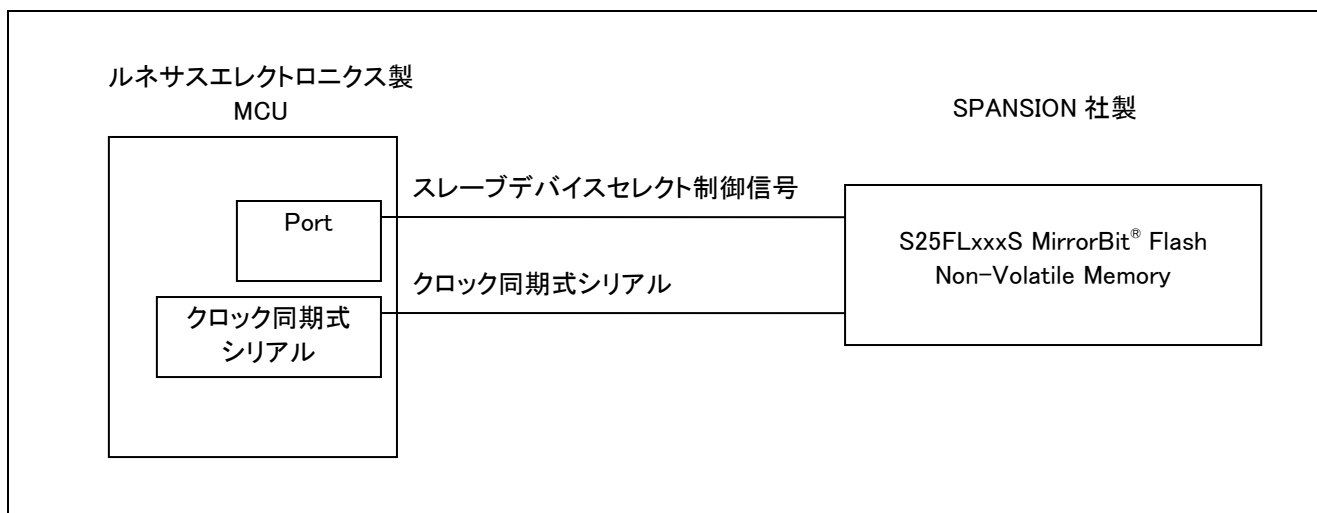 ルネサスエレクトロニクス製
MCU
SPANSION 社製
スレーブデバイスセレクト制御信号
Port
S25FLxxxS MirrorBit® Flash
Non-Volatile Memory
クロック同期式シリアル
クロック同期式
シリアル